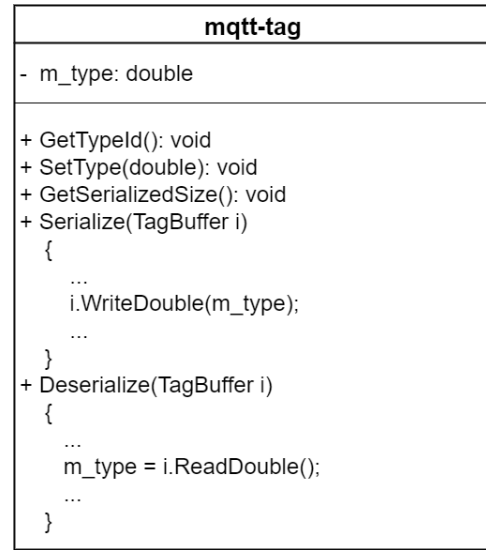 mqtt-tag
- m_type: double
+ GetTypeId(): void
+ SetType(double): void
+ GetSerializedSize(): void
+ Serialize(TagBuffer i)
{
...
i.WriteDouble(m_type);
...
}
+ Deserialize(TagBuffer i)
{
...
m_type = i.ReadDouble();
...
}